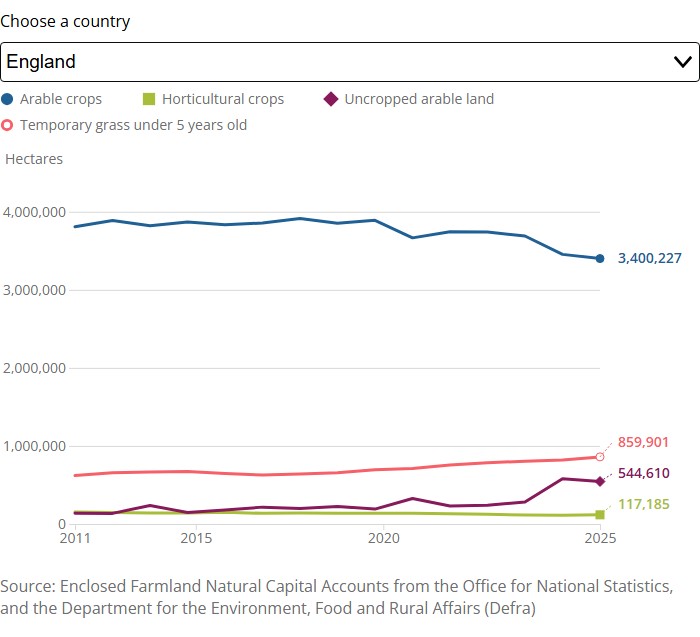 Choose a country
England
Arable crops Horticultural crops Uncropped arable land
Temporary grass under 5 years old
Hectares
4,000,000
3,400,227
3,000,000
2,000,000
1,000,000
859,901
544,610
117,185
0
2011 2015 2020 2025
Source: Enclosed Farmland Natural Capital Accounts from the Office for National Statistics,
and the Department for the Environment, Food and Rural Affairs (Defra)